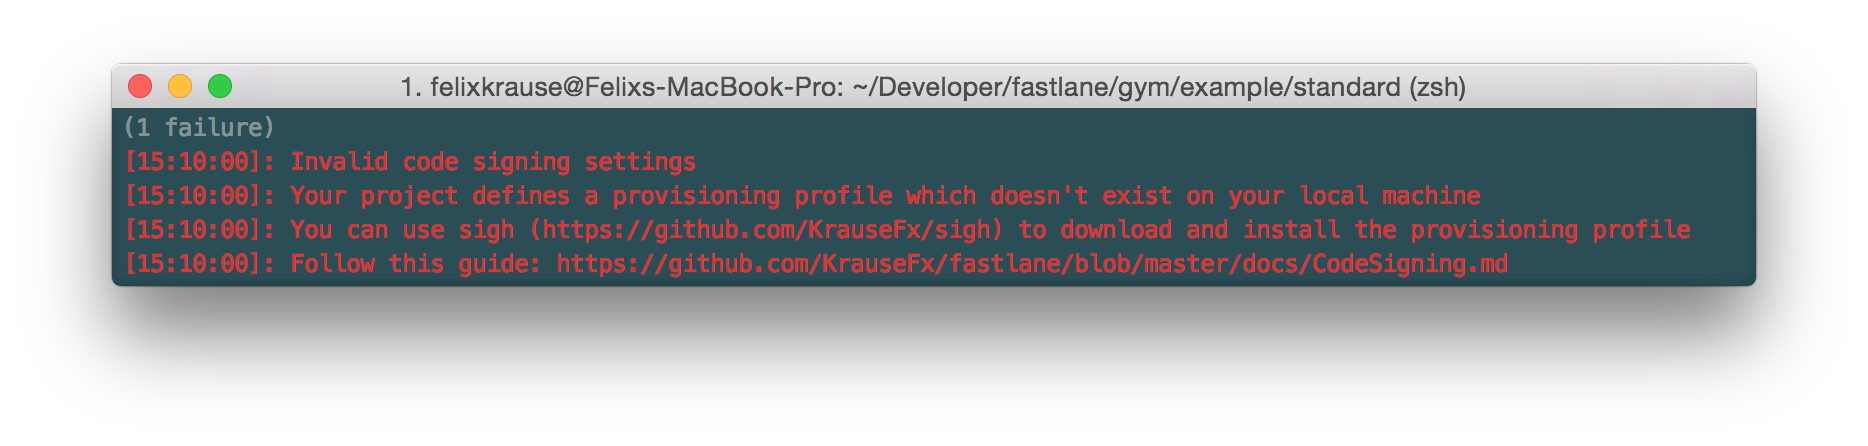 1. felixkrause@Felixs-MacBook-Pro: ~/Developer/fastlane/gym/example/standard (zsh)
(1 failure)
[15:10:00]: Invalid code signing settings
[15:10:00]: Your project defines a provisioning profile which doesn't exist on your local machine
[15:10:00]: You can use sigh (https://github.com/KrauseFx/sigh) to download and install the provisioning profile
[15:10:00]: Follow this guide: https://github.com/KrauseFx/fastlane/blob/master/docs/CodeSigning.md